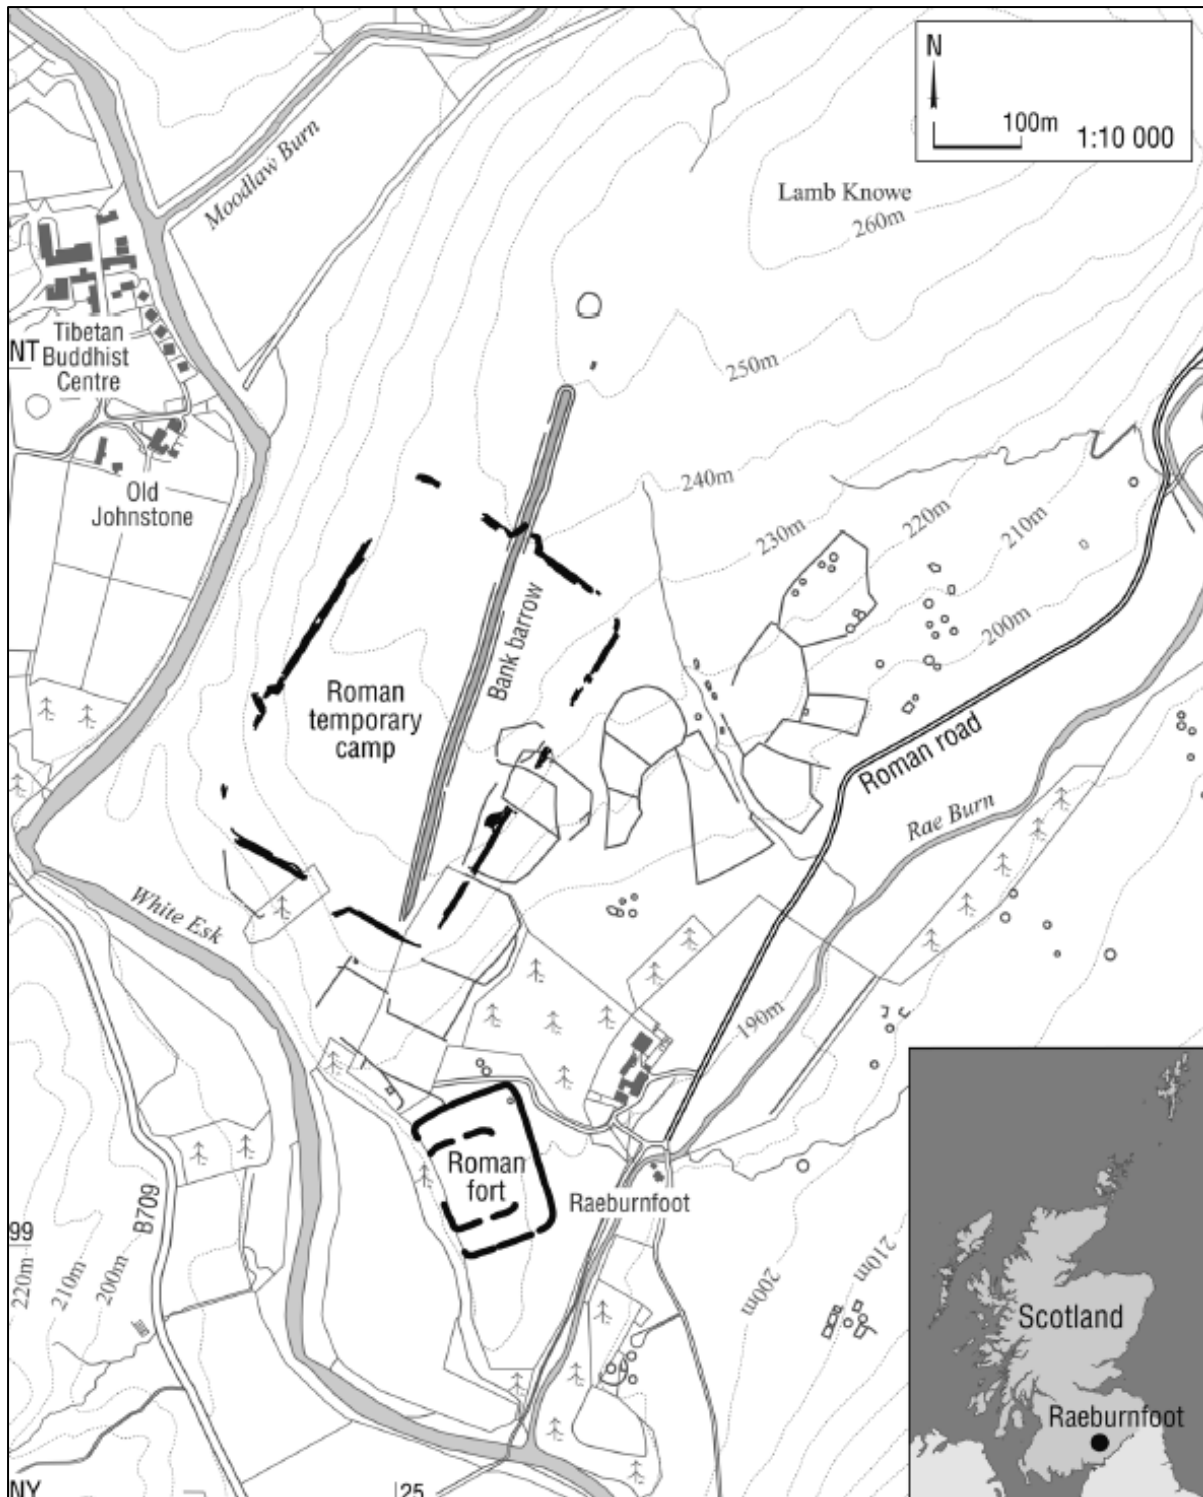 N
100m
1:10 000
Moodlaw Burn
Lamb Knowe
260m
NT
Tibetan
Buddhist
Centre
250m
Old
Johnstone
240m
230m
220m
210m
200m
Bank barrow
Roman
temporary
camp
Roman road
Rae Burn
White Esk
190m
Roman
fort
Raeburnfoot
B709
99
220m
210m
200m
200m
210m
Scotland
Raeburnfoot
NY
25